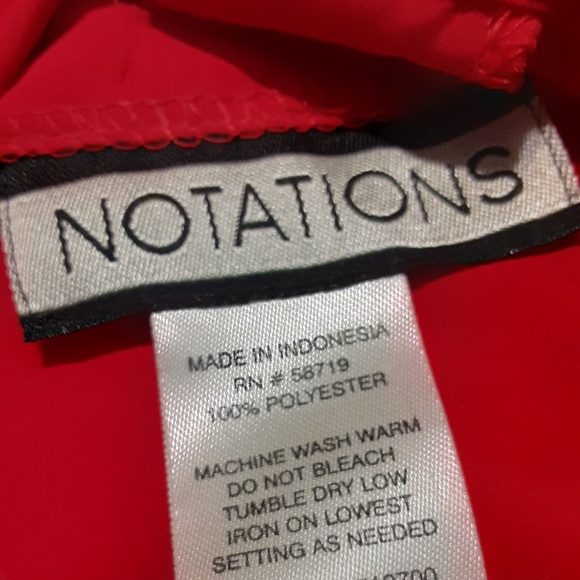 NOTATIONS
MADE IN INDONESIA
RN # 58719
100% POLYESTER
MACHINE WASH WARM
DO NOT BLEACH
TUMBLE DRY LOW
IRON ON LOWEST
SETTING AS NEEDED